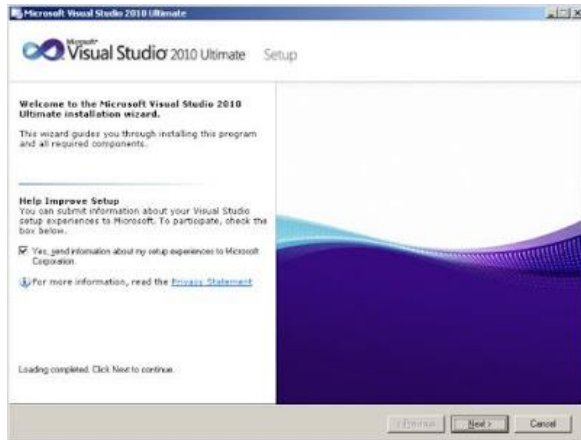 Microsoft Visual Studio 2010 Ultimate
Microsoft
Visual Studio 2010 Ultimate Setup
Welcome to the Microsoft Visual Studio 2010
Ultimate installation wizard.
This wizard guides you through installing this program
and all required components.
Help Improve Setup
You can submit information about your Visual Studio
setup experiences to Microsoft. To participate, check the
box below.
Yes, send information about my setup experiences to Microsoft
Corporation.
For more information, read the Privacy Statement
Loading completed. Click Next to continue.
< Previous
Next >
Cancel